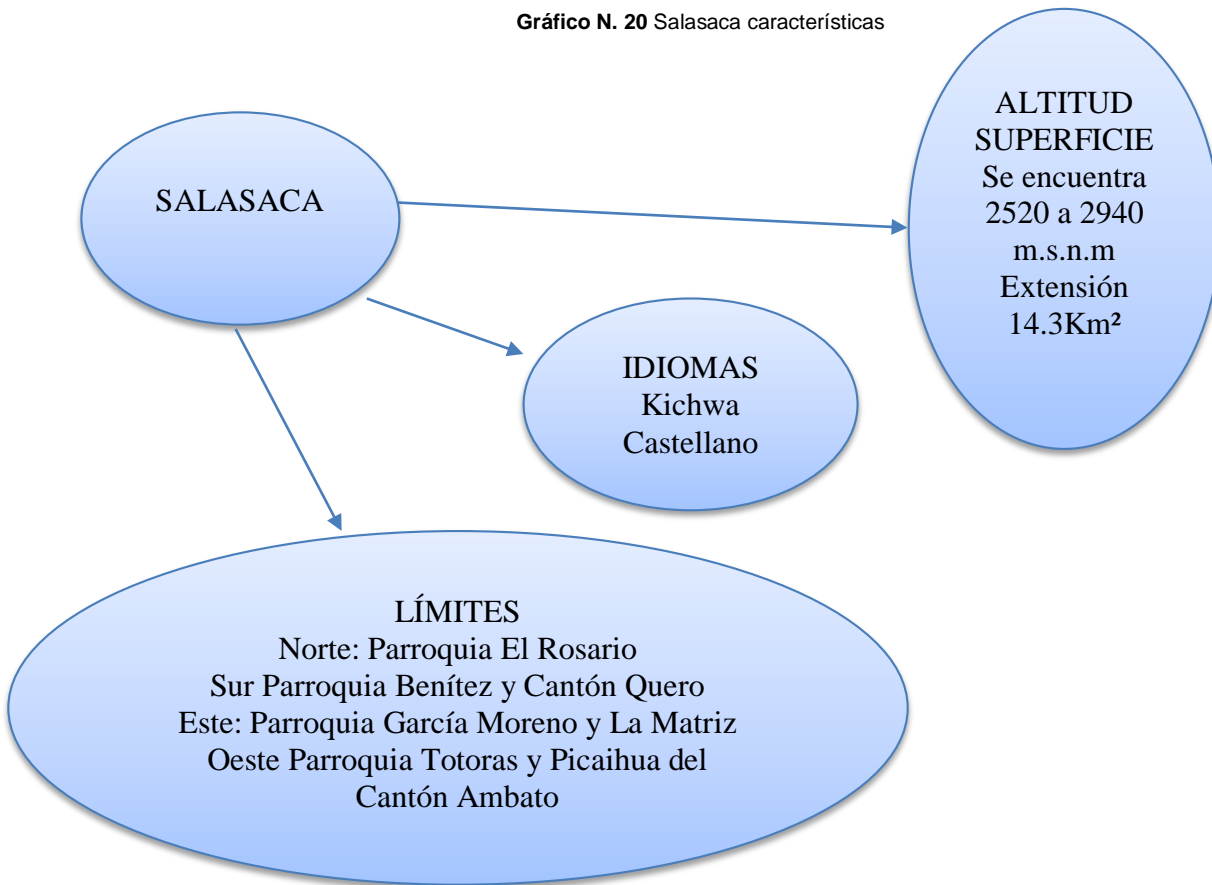 Gráfico N. 20 Salasaca características
SALASACA
ALTITUD
SUPERFICIE
Se encuentra
2520 a 2940
m.s.n.m
Extensión
14.3Km²
IDIOMAS
Kichwa
Castellano
LÍMITES
Norte: Parroquia El Rosario
Sur Parroquia Benítez y Cantón Quero
Este: Parroquia García Moreno y La Matriz
Oeste Parroquia Totoras y Picaihua del
Cantón Ambato